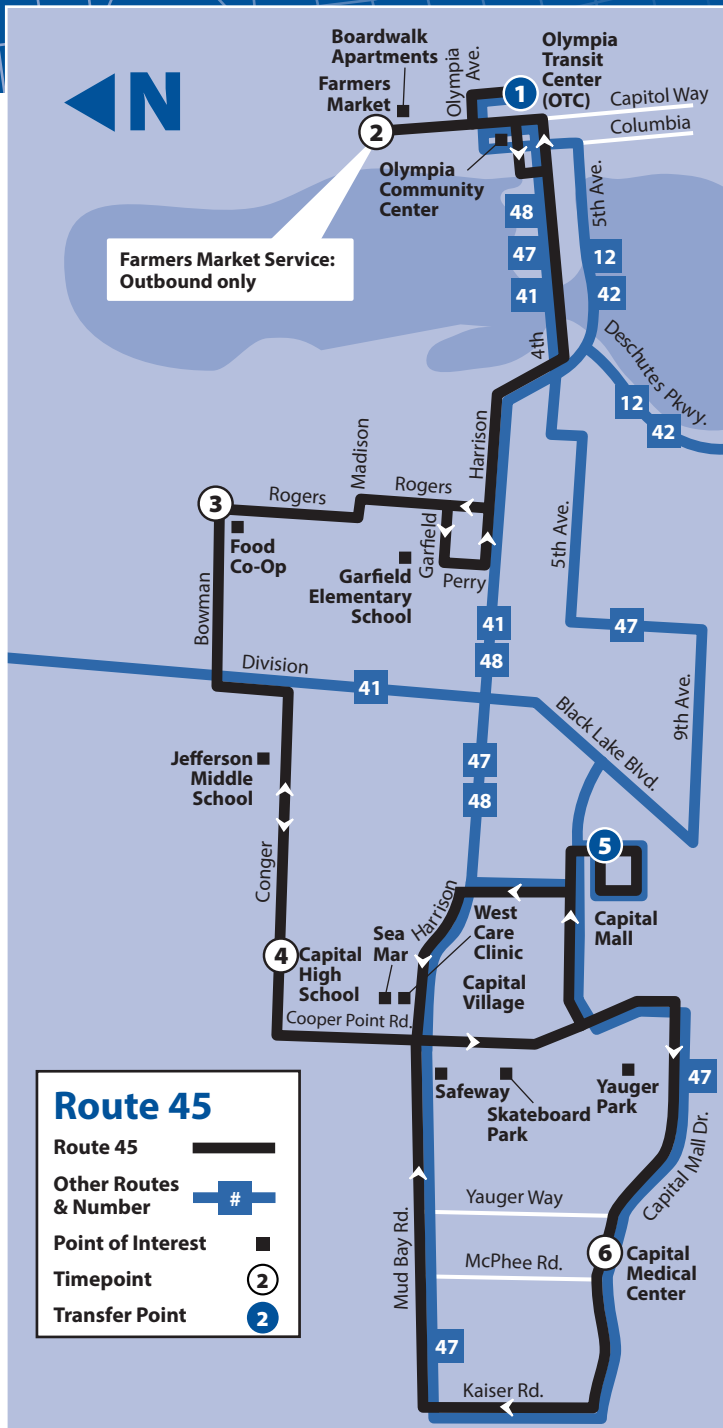 Boardwalk
Apartments
Olympia
Ave.
Olympia
Transit
Center
(OTC)
N
Farmers
Market
1
Capitol Way
Columbia
2
Olympia
Community
Center
5th Ave.
48
Farmers Market Service:
Outbound only
47
12
41
42
4th
Deschutes Pkwy.
12
42
Harrison
Madison
Rogers
Rogers
3
Food
Co-Op
Garfield
Garfield
Elementary
School
Perry
5th Ave.
Bowman
41
47
48
Division
41
9th Ave.
Black Lake Blvd.
Jefferson
Middle
School
47
48
Conger
5
Harrison
West
Care
Clinic
Capital
Mall
Sea
Mar
4
Capital
High
School
Capital
Village
Cooper Point Rd.
Safeway
Skateboard
Park
Yauger
Park
47
Capital Mall Dr.
Yauger Way
Mud Bay Rd.
McPhee Rd.
6
Capital
Medical
Center
47
Kaiser Rd.
Route 45
Route 45
Other Routes
& Number
#
Point of Interest
Timepoint
2
Transfer Point
2